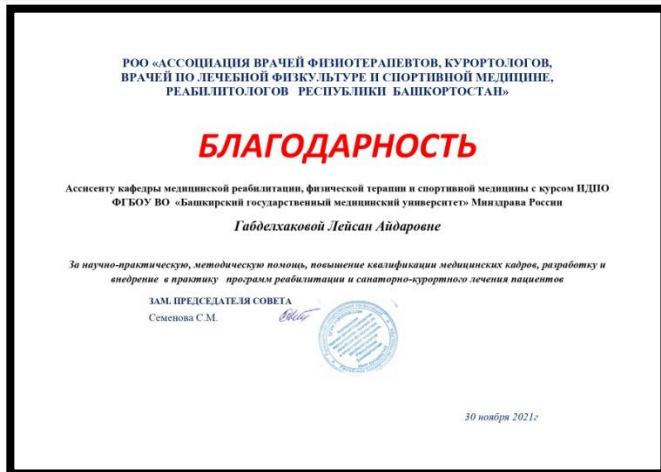 РОО «АССОЦИАЦИЯ ВРАЧЕЙ ФИЗИОТЕРАПЕВТОВ, КУРОРТОЛОГОВ,
ВРАЧЕЙ ПО ЛЕЧЕБНОЙ ФИЗКУЛЬТУРЕ И СПОРТИВНОЙ МЕДИЦИНЕ,
РЕАБИЛИТОЛОГОВ РЕСПУБЛИКИ БАШКОРТОСТАН»
БЛАГОДАРНОСТЬ
Ассисенту кафедры медицинской реабилитации, физической терапии и спортивной медицины с курсом ИДПО
ФГБОУ ВО «Башкирский государственный медицинский университет» Минздрава России
Габделхаковой Лейсан Айдаровне
За научно-практическую, методическую помощь, повышение квалификации медицинских кадров, разработку и
внедрение в практику программ реабилитации и санаторно-курортного лечения пациентов
ЗАМ. ПРЕДСЕДАТЕЛЯ СОВЕТА
Семенова С.М.
30 ноября 2021г